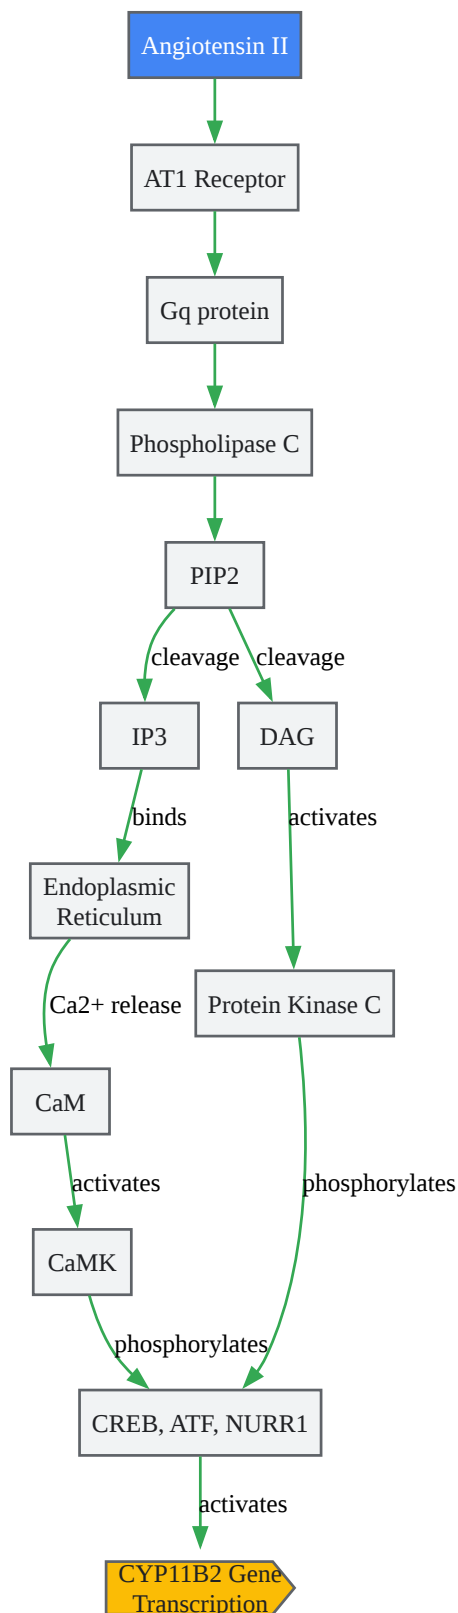 Angiotensin II
AT1 Receptor
Gq protein
Phospholipase C
PIP2
cleavage
cleavage
IP3
DAG
binds
activates
Endoplasmic
Reticulum
Ca2+ release
Protein Kinase C
CaM
activates
phosphorylates
CaMK
phosphorylates
CREB, ATF, NURR1
activates
CYP11B2 Gene
Transcription